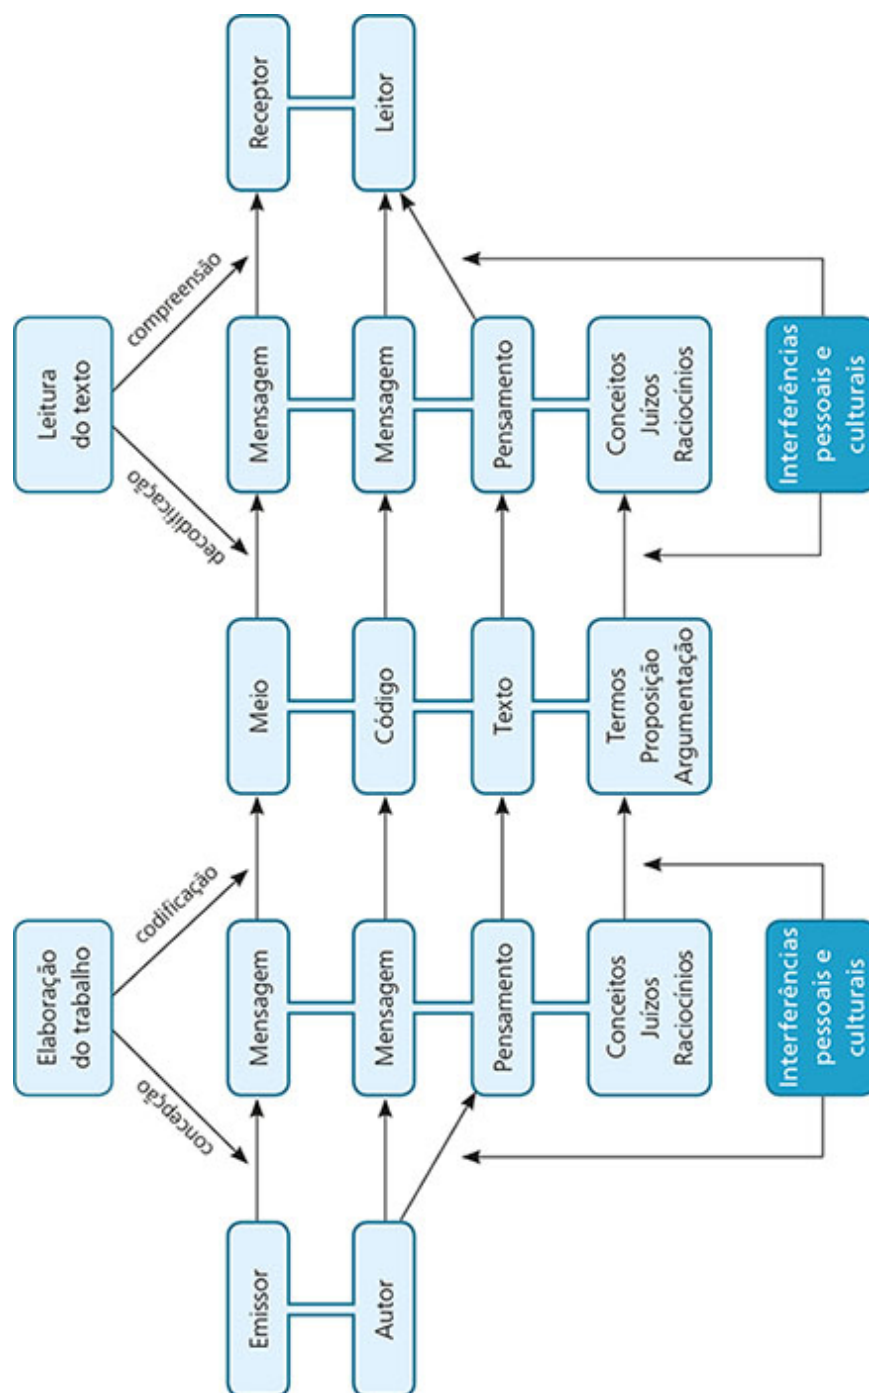 Elaboração
do trabalho
Leitura
do texto
concepção
codificação
decodificação
compreensão
Emissor
Mensagem
Meio
Mensagem
Receptor
Autor
Mensagem
Código
Mensagem
Leitor
Pensamento
Texto
Pensamento
Conceitos
Juízos
Raciocínios
Termos
Proposição
Argumentação
Conceitos
Juízos
Raciocínios
Interferências
pessoais e
culturais
Interferências
pessoais e
culturais